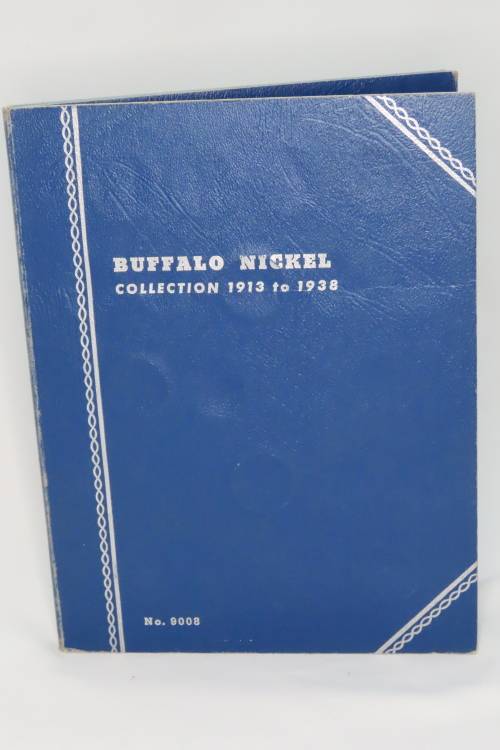 BUFFALO NICKEL
COLLECTION 1913 to 1938
No. 9008